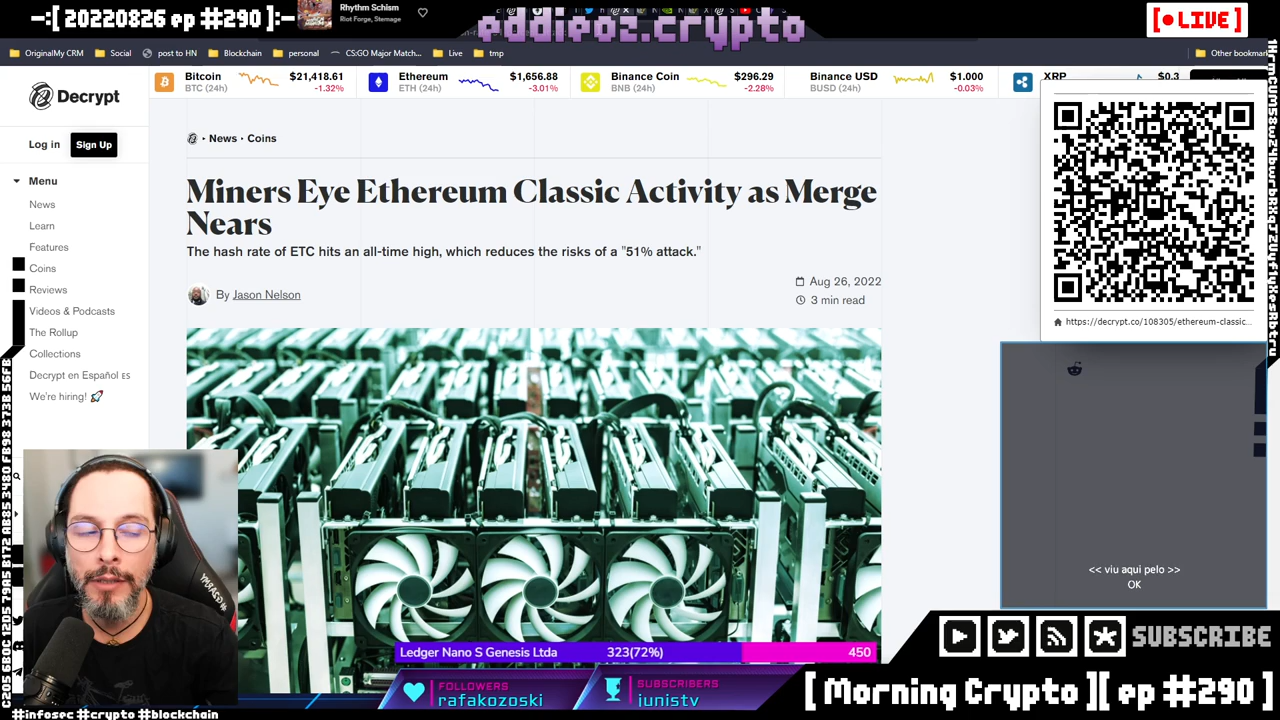 -:[ 20220826 ep #290 ]:-
Rhythm Schism
Riot Forge, Stemage
eddieoz.crypto
[● LIVE]
OriginalMy CRM
Social
post to HN
Blockchain
personal
CS:GO Major Match...
Live
tmp
Other bookmar
Decrypt
Bitcoin $21,418.61
BTC (24h) -1.32%
Ethereum $1,656.88
ETH (24h) -3.01%
Binance Coin $296.29
BNB (24h) -2.28%
Binance USD $1.000
BUSD (24h) -0.03%
XRP $0.3
Log in
Sign Up
Menu
News
Learn
Features
Coins
Reviews
Videos & Podcasts
The Rollup
Collections
Decrypt en Español ES
We're hiring! 🚀
News · Coins
Miners Eye Ethereum Classic Activity as Merge
Nears
The hash rate of ETC hits an all-time high, which reduces the risks of a "51% attack."
By Jason Nelson
Aug 26, 2022
3 min read
https://decrypt.co/108305/ethereum-classic...
<< viu aqui pelo >>
OK
Ledger Nano S Genesis Ltda 323(72%) 450
FOLLOWERS
rafakozoski
SUBSCRIBERS
iunistv
SUBSCRIBE
[ Morning Crypto ][ ep #290 ]
#infosec #crypto #blockchain